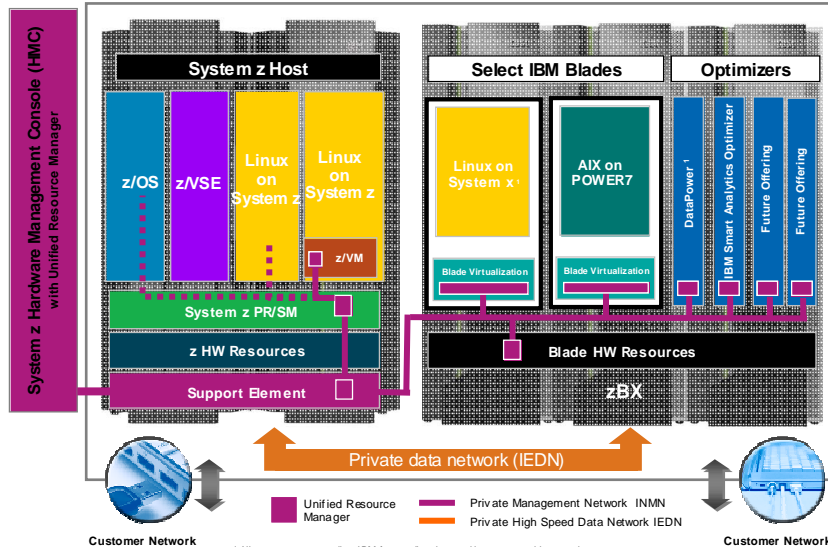 System z Hardware Management Console (HMC)
with Unified Resource Manager
System z Host
Select IBM Blades
Optimizers
z/OS
z/VSE
Linux
on
System z
Linux
on
System z
z/VM
Linux on
System x¹
AIX on
POWER7
Blade Virtualization
Blade Virtualization
DataPower ¹
IBM Smart Analytics Optimizer
Future Offering
Future Offering
System z PR/SM
z HW Resources
Support Element
Blade HW Resources
zBX
Private data network (IEDN)
Customer Network
Customer Network
Unified Resource
Manager
Private Management Network INMN
Private High Speed Data Network IEDN